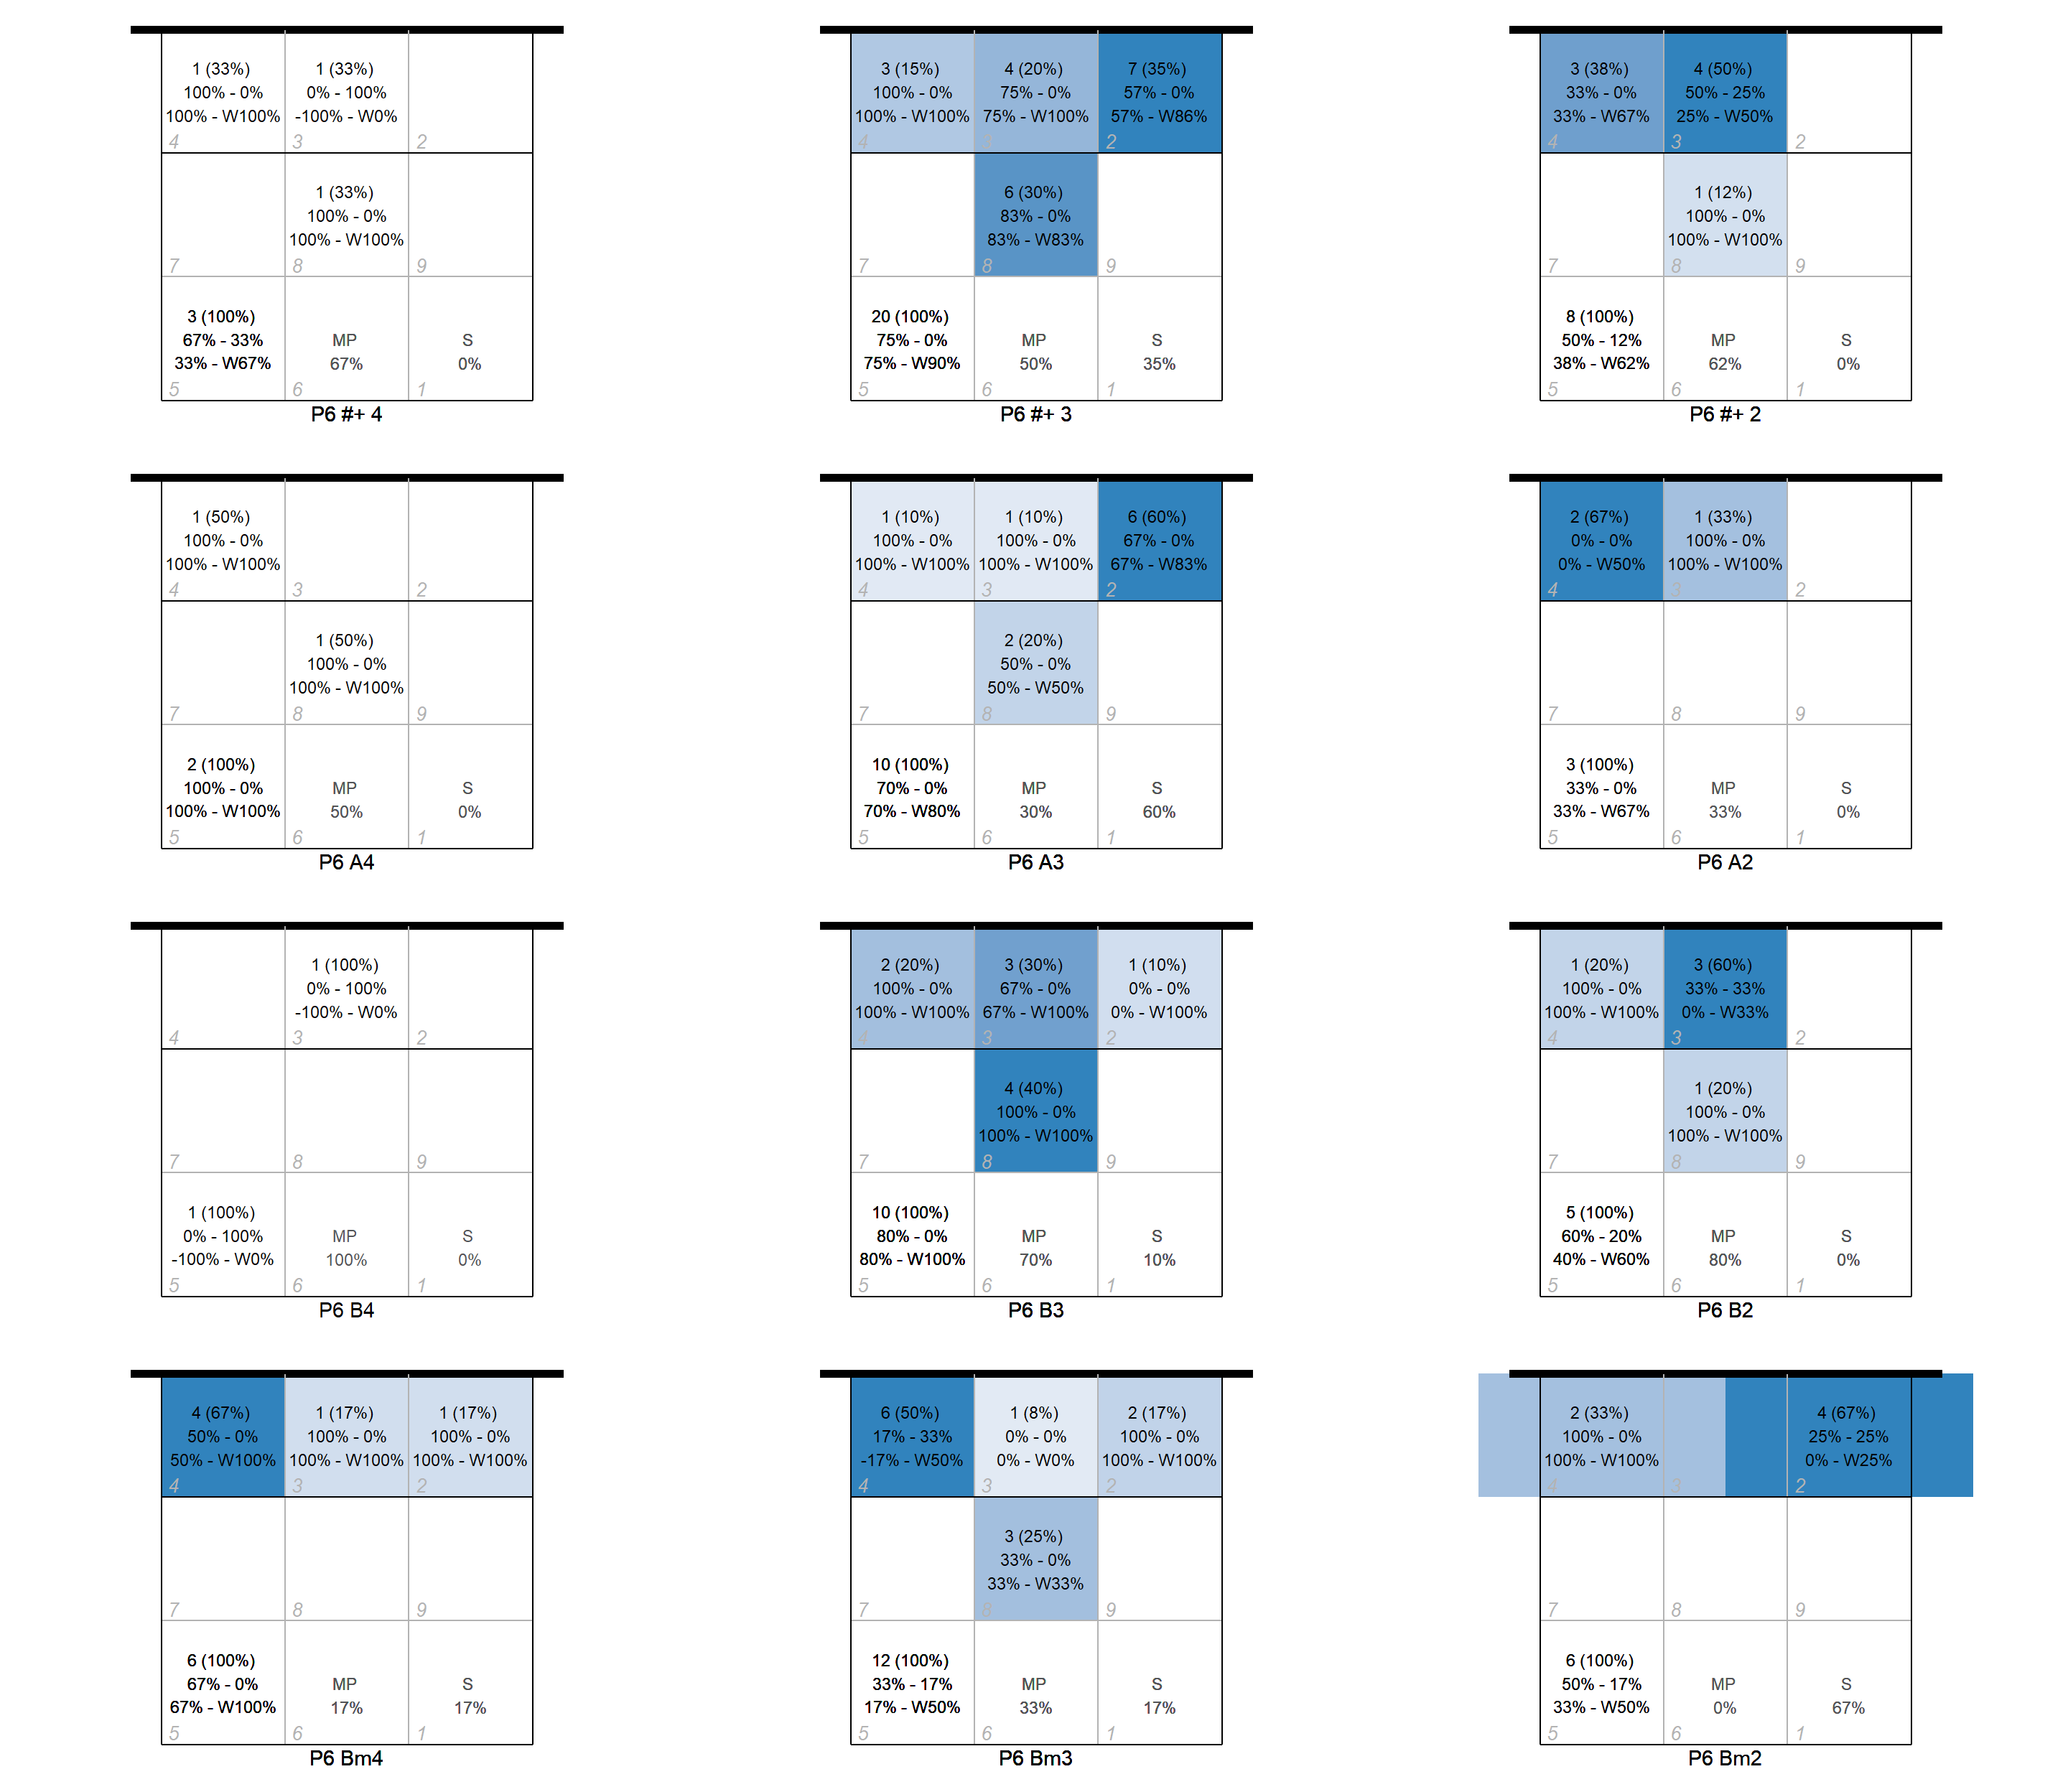 1 (33%)
100% - 0%
100% - W100%
4
1 (33%)
0% - 100%
-100% - W0%
3
2
7
1 (33%)
100% - 0%
100% - W100%
8
9
3 (100%)
67% - 33%
33% - W67%
5
MP
67%
6
S
0%
1
P6 #+ 4
3 (15%)
100% - 0%
100% - W100%
4
4 (20%)
75% - 0%
75% - W100%
3
7 (35%)
57% - 0%
57% - W86%
2
7
6 (30%)
83% - 0%
83% - W83%
8
9
20 (100%)
75% - 0%
75% - W90%
5
MP
50%
6
S
35%
1
P6 #+ 3
3 (38%)
33% - 0%
33% - W67%
4
4 (50%)
50% - 25%
25% - W50%
3
2
7
1 (12%)
100% - 0%
100% - W100%
8
9
8 (100%)
50% - 12%
38% - W62%
5
MP
62%
6
S
0%
1
P6 #+ 2
1 (50%)
100% - 0%
100% - W100%
4
3
2
7
1 (50%)
100% - 0%
100% - W100%
8
9
2 (100%)
100% - 0%
100% - W100%
5
MP
50%
6
S
0%
1
P6 A4
1 (10%)
100% - 0%
100% - W100%
4
1 (10%)
100% - 0%
100% - W100%
3
6 (60%)
67% - 0%
67% - W83%
2
7
2 (20%)
50% - 0%
50% - W50%
8
9
10 (100%)
70% - 0%
70% - W80%
5
MP
30%
6
S
60%
1
P6 A3
2 (67%)
0% - 0%
0% - W50%
4
1 (33%)
100% - 0%
100% - W100%
3
2
7
8
9
3 (100%)
33% - 0%
33% - W67%
5
MP
33%
6
S
0%
1
P6 A2
4
1 (100%)
0% - 100%
-100% - W0%
3
2
7
8
9
1 (100%)
0% - 100%
-100% - W0%
5
MP
100%
6
S
0%
1
P6 B4
2 (20%)
100% - 0%
100% - W100%
4
3 (30%)
67% - 0%
67% - W100%
3
1 (10%)
0% - 0%
0% - W100%
2
7
4 (40%)
100% - 0%
100% - W100%
8
9
10 (100%)
80% - 0%
80% - W100%
5
MP
70%
6
S
10%
1
P6 B3
1 (20%)
100% - 0%
100% - W100%
4
3 (60%)
33% - 33%
0% - W33%
3
2
7
1 (20%)
100% - 0%
100% - W100%
8
9
5 (100%)
60% - 20%
40% - W60%
5
MP
80%
6
S
0%
1
P6 B2
4 (67%)
50% - 0%
50% - W100%
4
1 (17%)
100% - 0%
100% - W100%
3
1 (17%)
100% - 0%
100% - W100%
2
7
8
9
6 (100%)
67% - 0%
67% - W100%
5
MP
17%
6
S
17%
1
P6 Bm4
6 (50%)
17% - 33%
-17% - W50%
4
1 (8%)
0% - 0%
0% - W0%
3
2 (17%)
100% - 0%
100% - W100%
2
7
3 (25%)
33% - 0%
33% - W33%
8
9
12 (100%)
33% - 17%
17% - W50%
5
MP
33%
6
S
17%
1
P6 Bm3
2 (33%)
100% - 0%
100% - W100%
4
3
4 (67%)
25% - 25%
0% - W25%
2
7
8
9
6 (100%)
50% - 17%
33% - W50%
5
MP
0%
6
S
67%
1
P6 Bm2